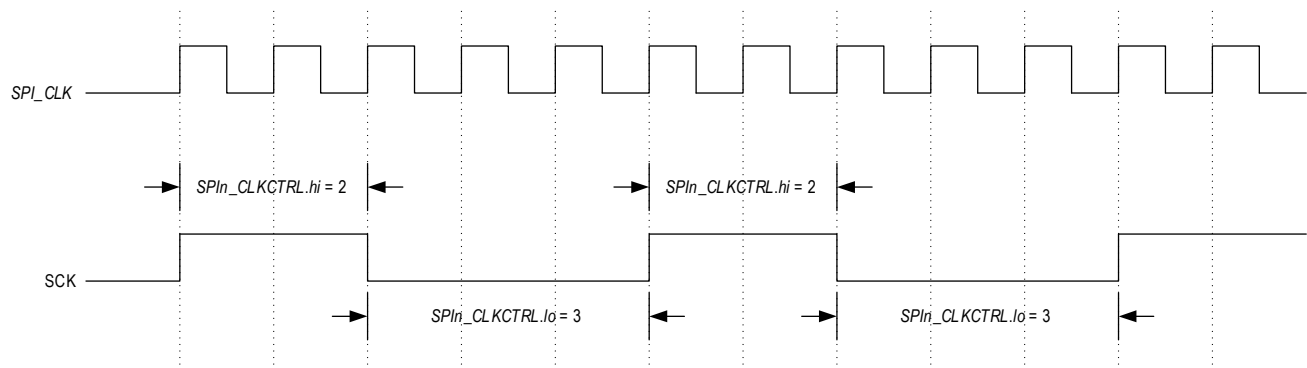 SPI_CLK
SPIn_CLKCTRL.hi = 2
SPIn_CLKCTRL.hi = 2
SCK
SPIn_CLKCTRL.lo = 3
SPIn_CLKCTRL.lo = 3